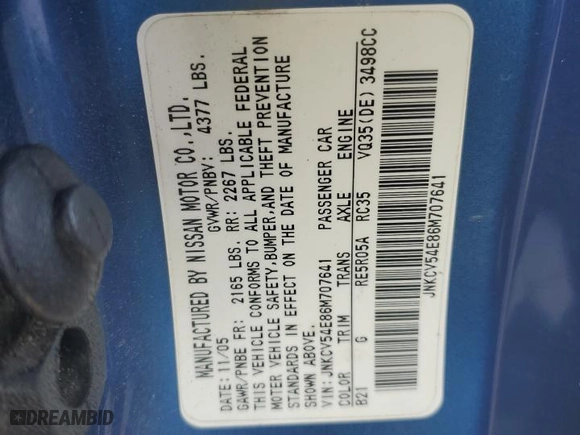 MANUFACTURED BY NISSAN MOTOR CO.,LTD.
DATE: 11/05 GVWR/PNBV: 4377 LBS.
GAWR/PNBE FR: 2165 LBS. RR: 2267 LBS.
THIS VEHICLE CONFORMS TO ALL APPLICABLE FEDERAL
MOTER VEHICLE SAFETY,BUMPER,AND THEFT PREVENTION
STANDARDS IN EFFECT ON THE DATE OF MANUFACTURE
SHOWN ABOVE.
VIN: JNKCV54E86M707641 PASSENGER CAR
COLOR TRIM TRANS AXLE ENGINE
B21 G RE5R05A RC35 VQ35(DE) 3498CC
JNKCV54E86M707641
DREAMBID